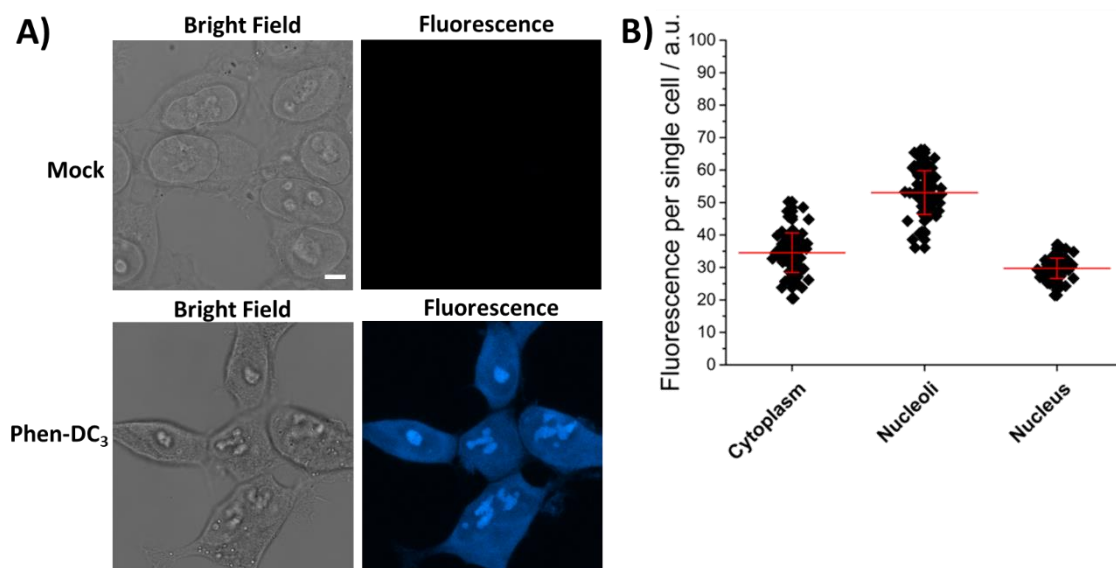 A)
Bright Field
Fluorescence
Mock
Bright Field
Fluorescence
Phen-DC₃
B)
Fluorescence per single cell / a.u.
100
90
80
70
60
50
40
30
20
10
0
Cytoplasm
Nucleoli
Nucleus